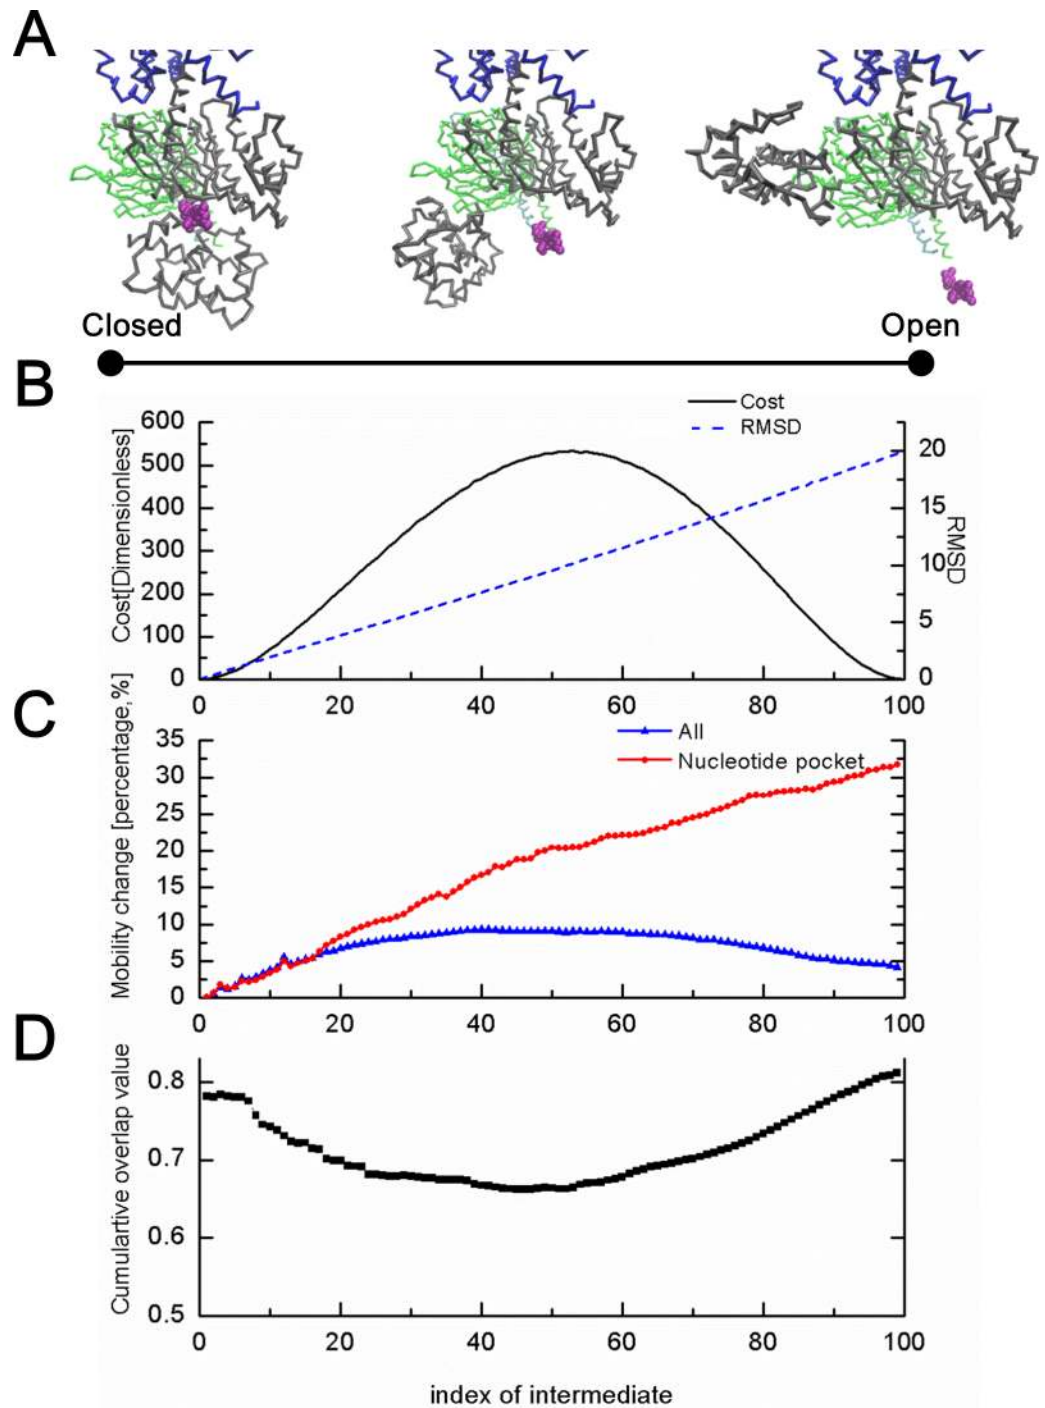 A
Closed
Open
B
Cost
RMSD
600
500
400
300
200
100
0
Cost[Dimensionless]
20
15
10
5
0
RMSD
0 20 40 60 80 100
C
All
Nucleotide pocket
35
30
25
20
15
10
5
0
Mobility change [percentage,%]
0 20 40 60 80 100
D
0.8
0.7
0.6
0.5
Cumulartive overlap value
0 20 40 60 80 100
index of intermediate